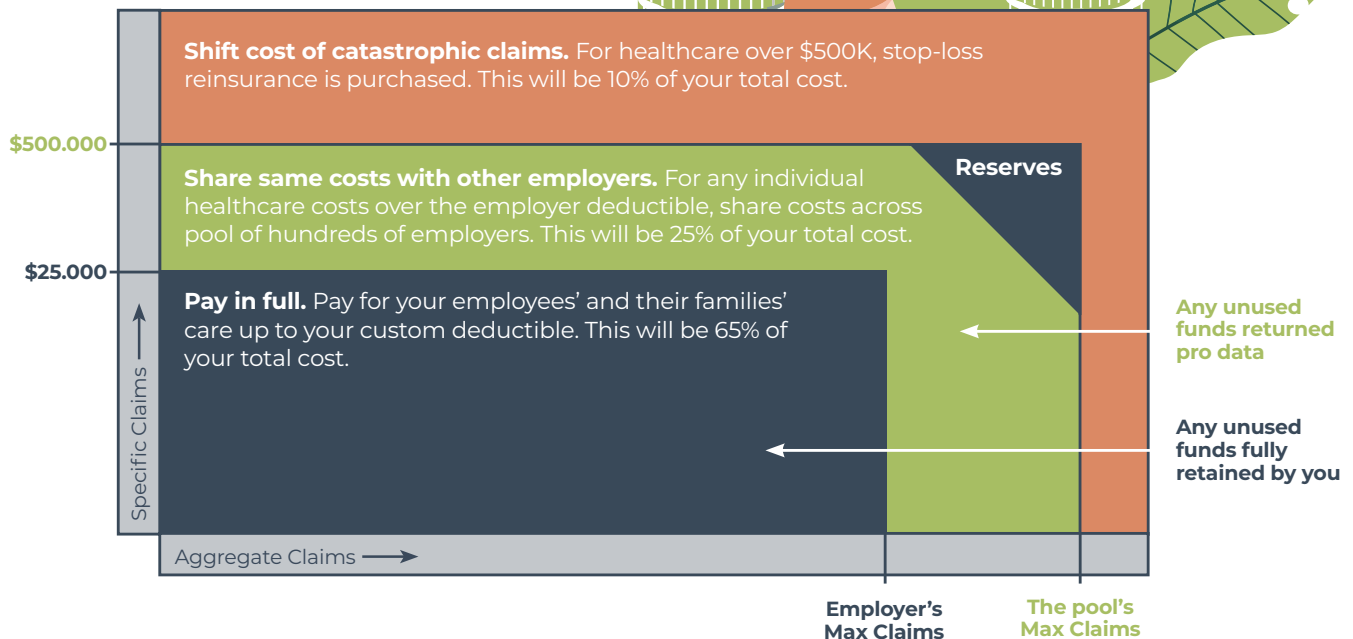 Shift cost of catastrophic claims. For healthcare over $500K, stop-loss
reinsurance is purchased. This will be 10% of your total cost.
$500.000
Reserves
Share same costs with other employers. For any individual
healthcare costs over the employer deductible, share costs across
pool of hundreds of employers. This will be 25% of your total cost.
$25.000
Pay in full. Pay for your employees’ and their families’
care up to your custom deductible. This will be 65% of
your total cost.
Any unused
funds returned
pro data
Any unused
funds fully
retained by you
Specific Claims
Aggregate Claims
Employer’s
Max Claims
The pool’s
Max Claims